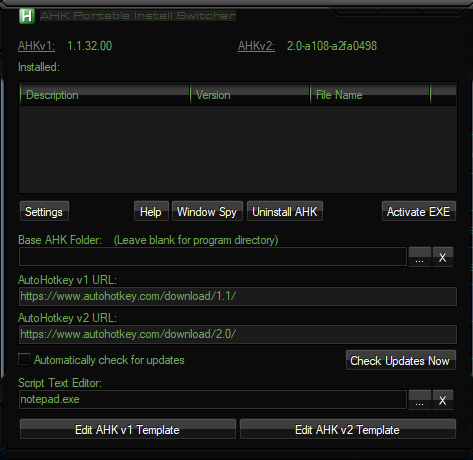 AHK Portable Install Switcher
AHKv1: 1.1.32.00 AHKv2: 2.0-a108-a2fa0498
Installed:
Description Version File Name
Settings Help Window Spy Uninstall AHK Activate EXE
Base AHK Folder: (Leave blank for program directory)
... X
AutoHotkey v1 URL:
https://www.autohotkey.com/download/1.1/
AutoHotkey v2 URL:
https://www.autohotkey.com/download/2.0/
Automatically check for updates Check Updates Now
Script Text Editor:
notepad.exe ... X
Edit AHK v1 Template Edit AHK v2 Template